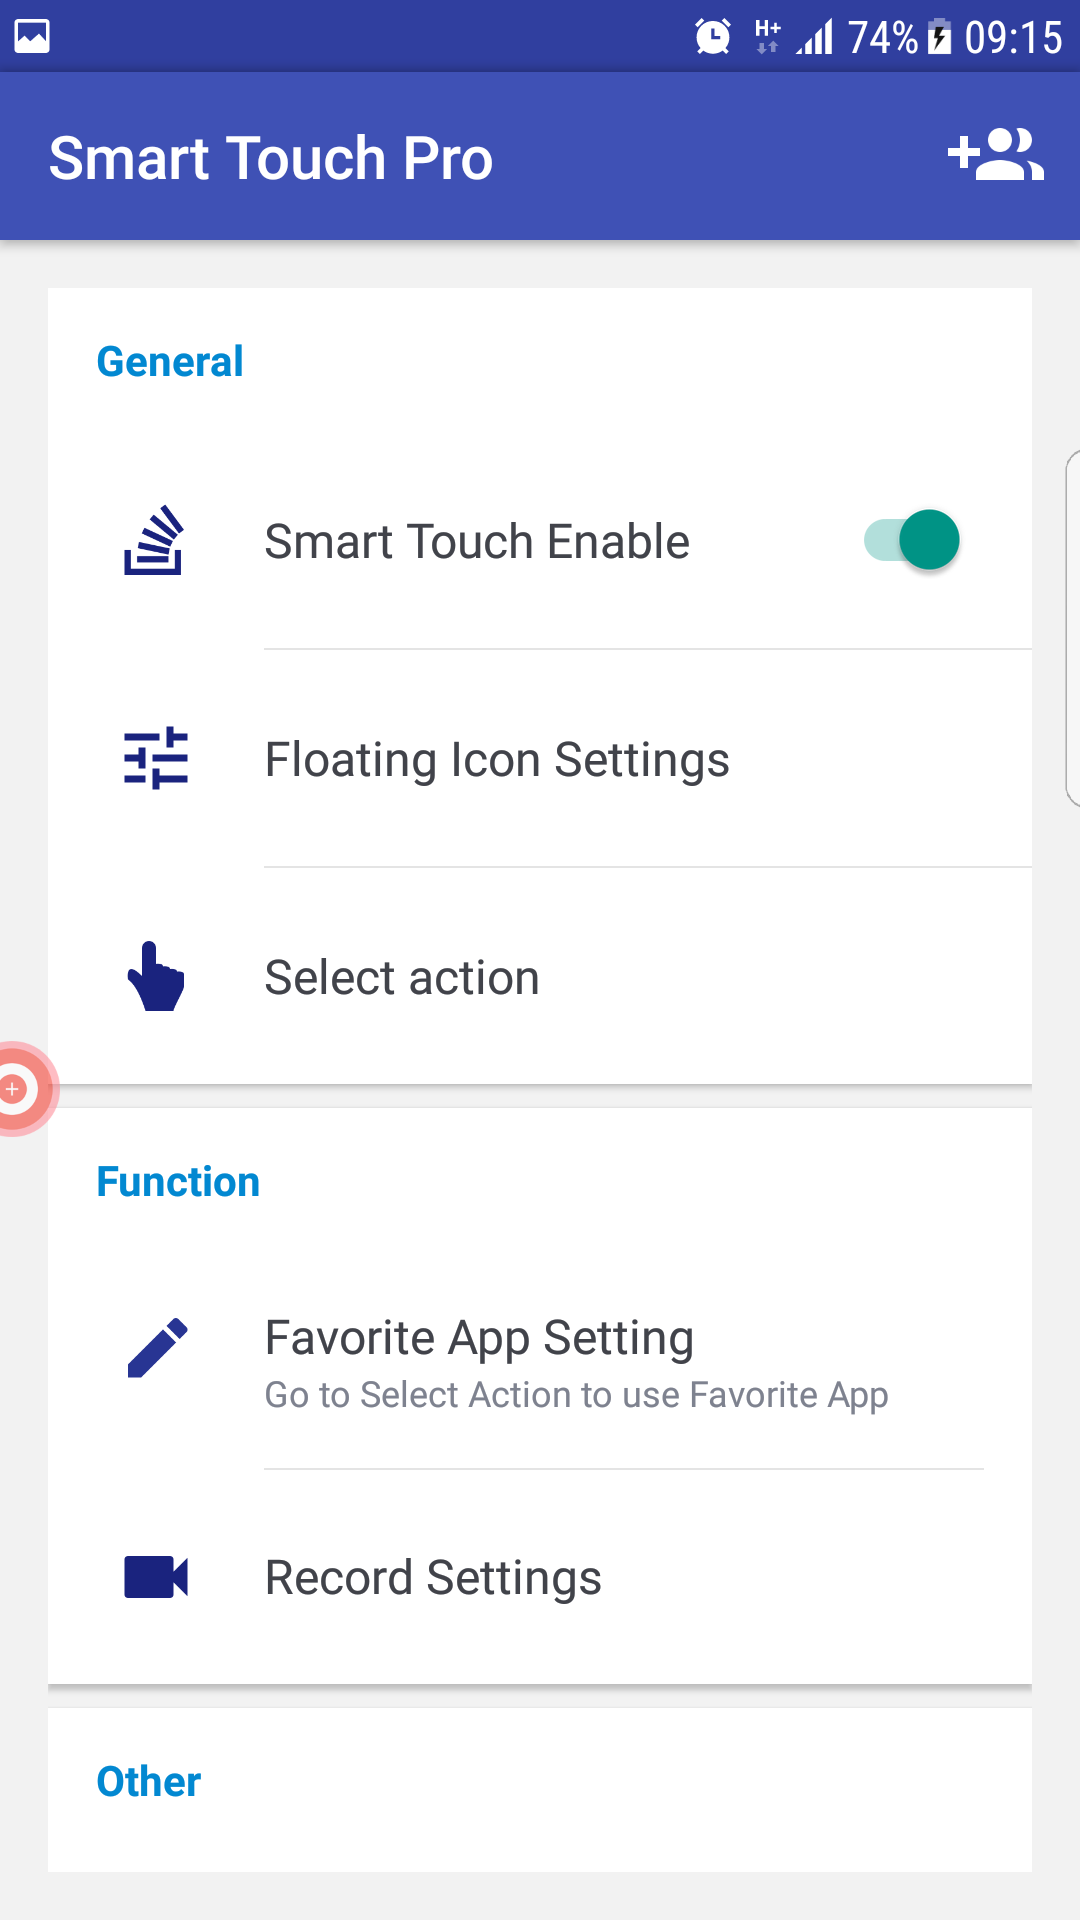 H+ 74% 09:15
Smart Touch Pro
General
Smart Touch Enable
Floating Icon Settings
Select action
Function
Favorite App Setting
Go to Select Action to use Favorite App
Record Settings
Other